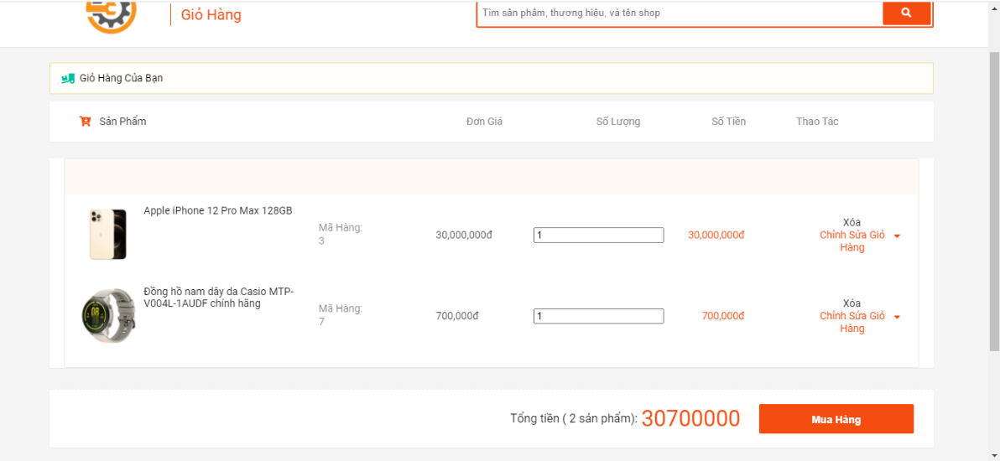 Giỏ Hàng
Tìm sản phẩm, thương hiệu, và tên shop
Giỏ Hàng Của Bạn
Sản Phẩm Đơn Giá Số Lượng Số Tiền Thao Tác
Apple iPhone 12 Pro Max 128GB
Mã Hàng:
3
30,000,000đ 1 30,000,000đ
Xóa
Chỉnh Sửa Giỏ
Hàng
Đồng hồ nam dây da Casio MTP-
V004L-1AUDF chính hãng
Mã Hàng:
7
700,000đ 1 700,000đ
Xóa
Chỉnh Sửa Giỏ
Hàng
Tổng tiền ( 2 sản phẩm): 30700000 Mua Hàng